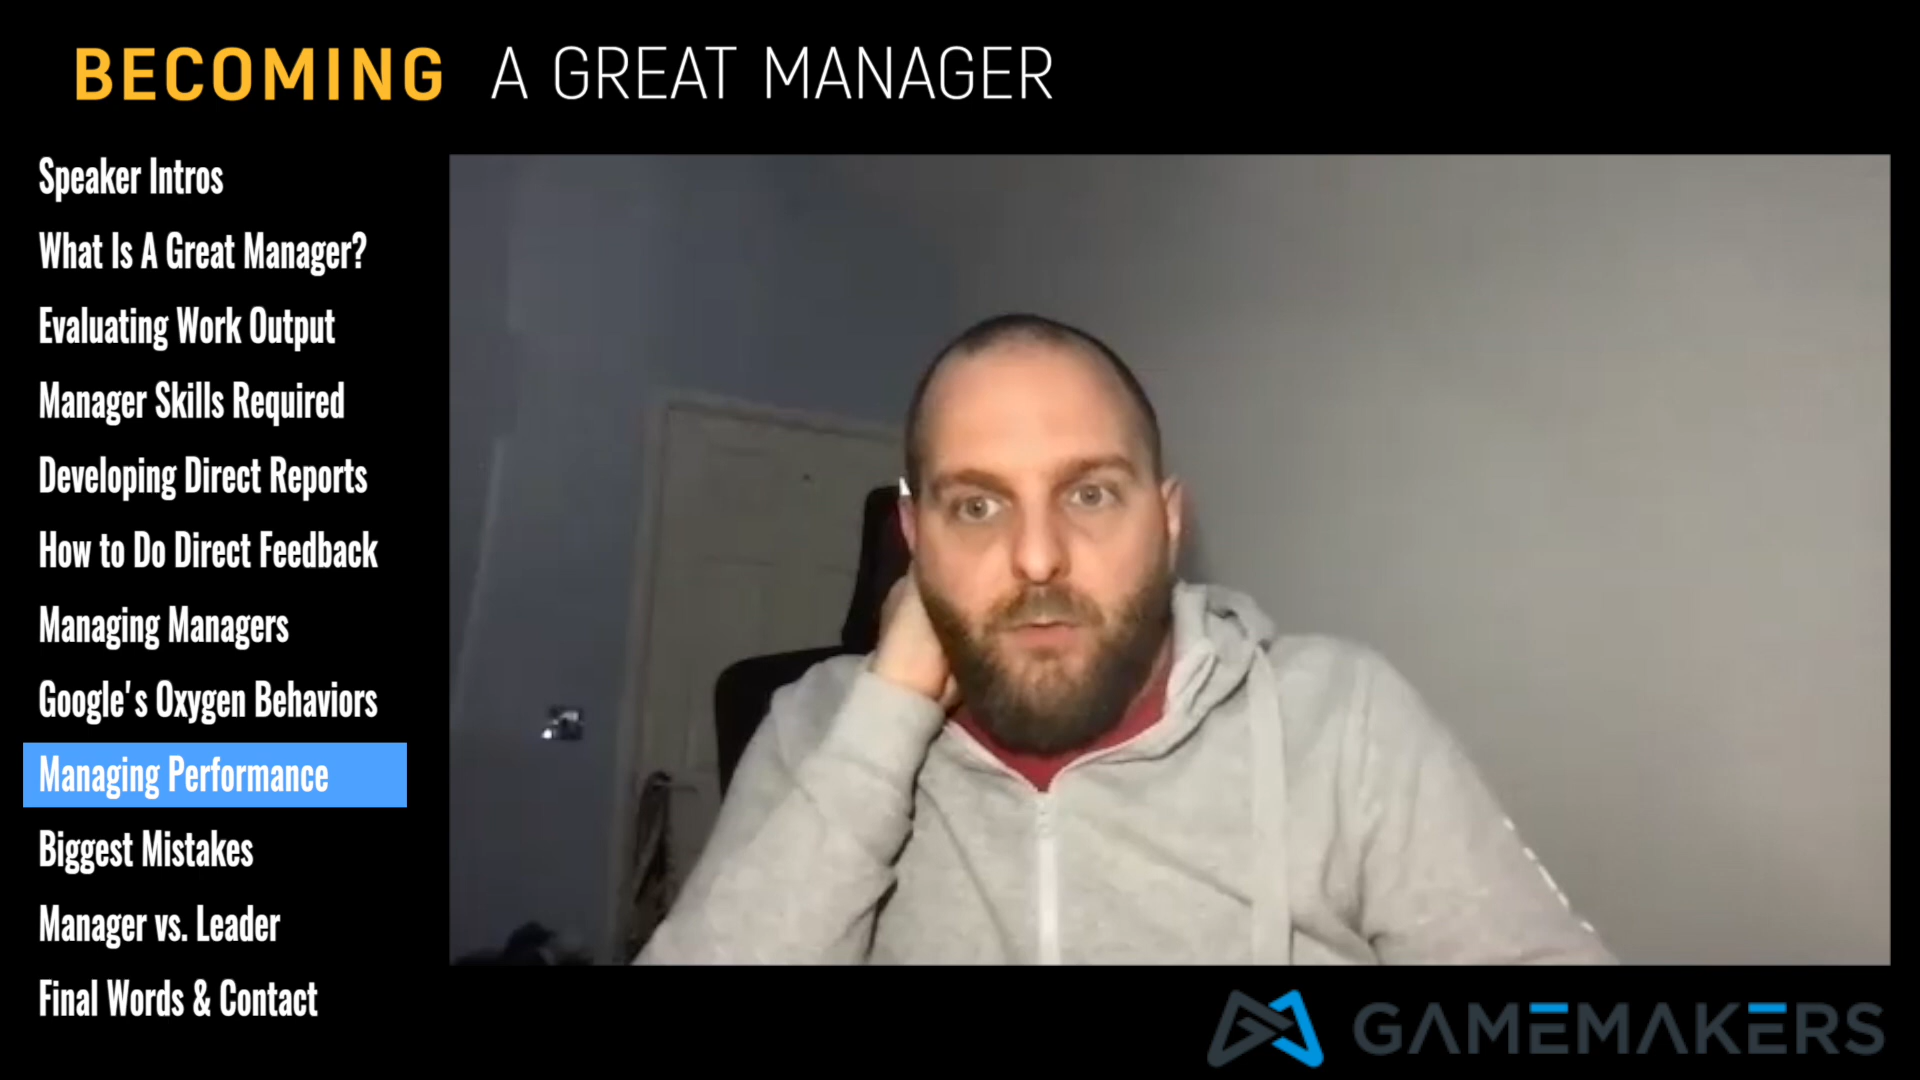 BECOMING A GREAT MANAGER
Speaker Intros
What Is A Great Manager?
Evaluating Work Output
Manager Skills Required
Developing Direct Reports
How to Do Direct Feedback
Managing Managers
Google's Oxygen Behaviors
Managing Performance
Biggest Mistakes
Manager vs. Leader
Final Words & Contact
GAMEMAKERS